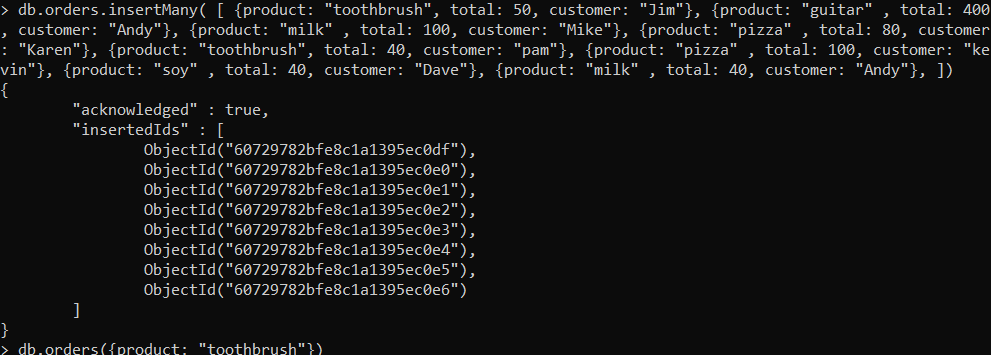 > db.orders.insertMany( [ {product: "toothbrush", total: 50, customer: "Jim"}, {product: "guitar" , total: 400
, customer: "Andy"}, {product: "milk" , total: 100, customer: "Mike"}, {product: "pizza" , total: 80, customer
: "Karen"}, {product: "toothbrush", total: 40, customer: "pam"}, {product: "pizza" , total: 100, customer: "ke
vin"}, {product: "soy" , total: 40, customer: "Dave"}, {product: "milk" , total: 40, customer: "Andy"}, ])
{
        "acknowledged" : true,
        "insertedIds" : [
                ObjectId("60729782bfe8c1a1395ec0df"),
                ObjectId("60729782bfe8c1a1395ec0e0"),
                ObjectId("60729782bfe8c1a1395ec0e1"),
                ObjectId("60729782bfe8c1a1395ec0e2"),
                ObjectId("60729782bfe8c1a1395ec0e3"),
                ObjectId("60729782bfe8c1a1395ec0e4"),
                ObjectId("60729782bfe8c1a1395ec0e5"),
                ObjectId("60729782bfe8c1a1395ec0e6")
        ]
}
> db.orders({product: "toothbrush"})